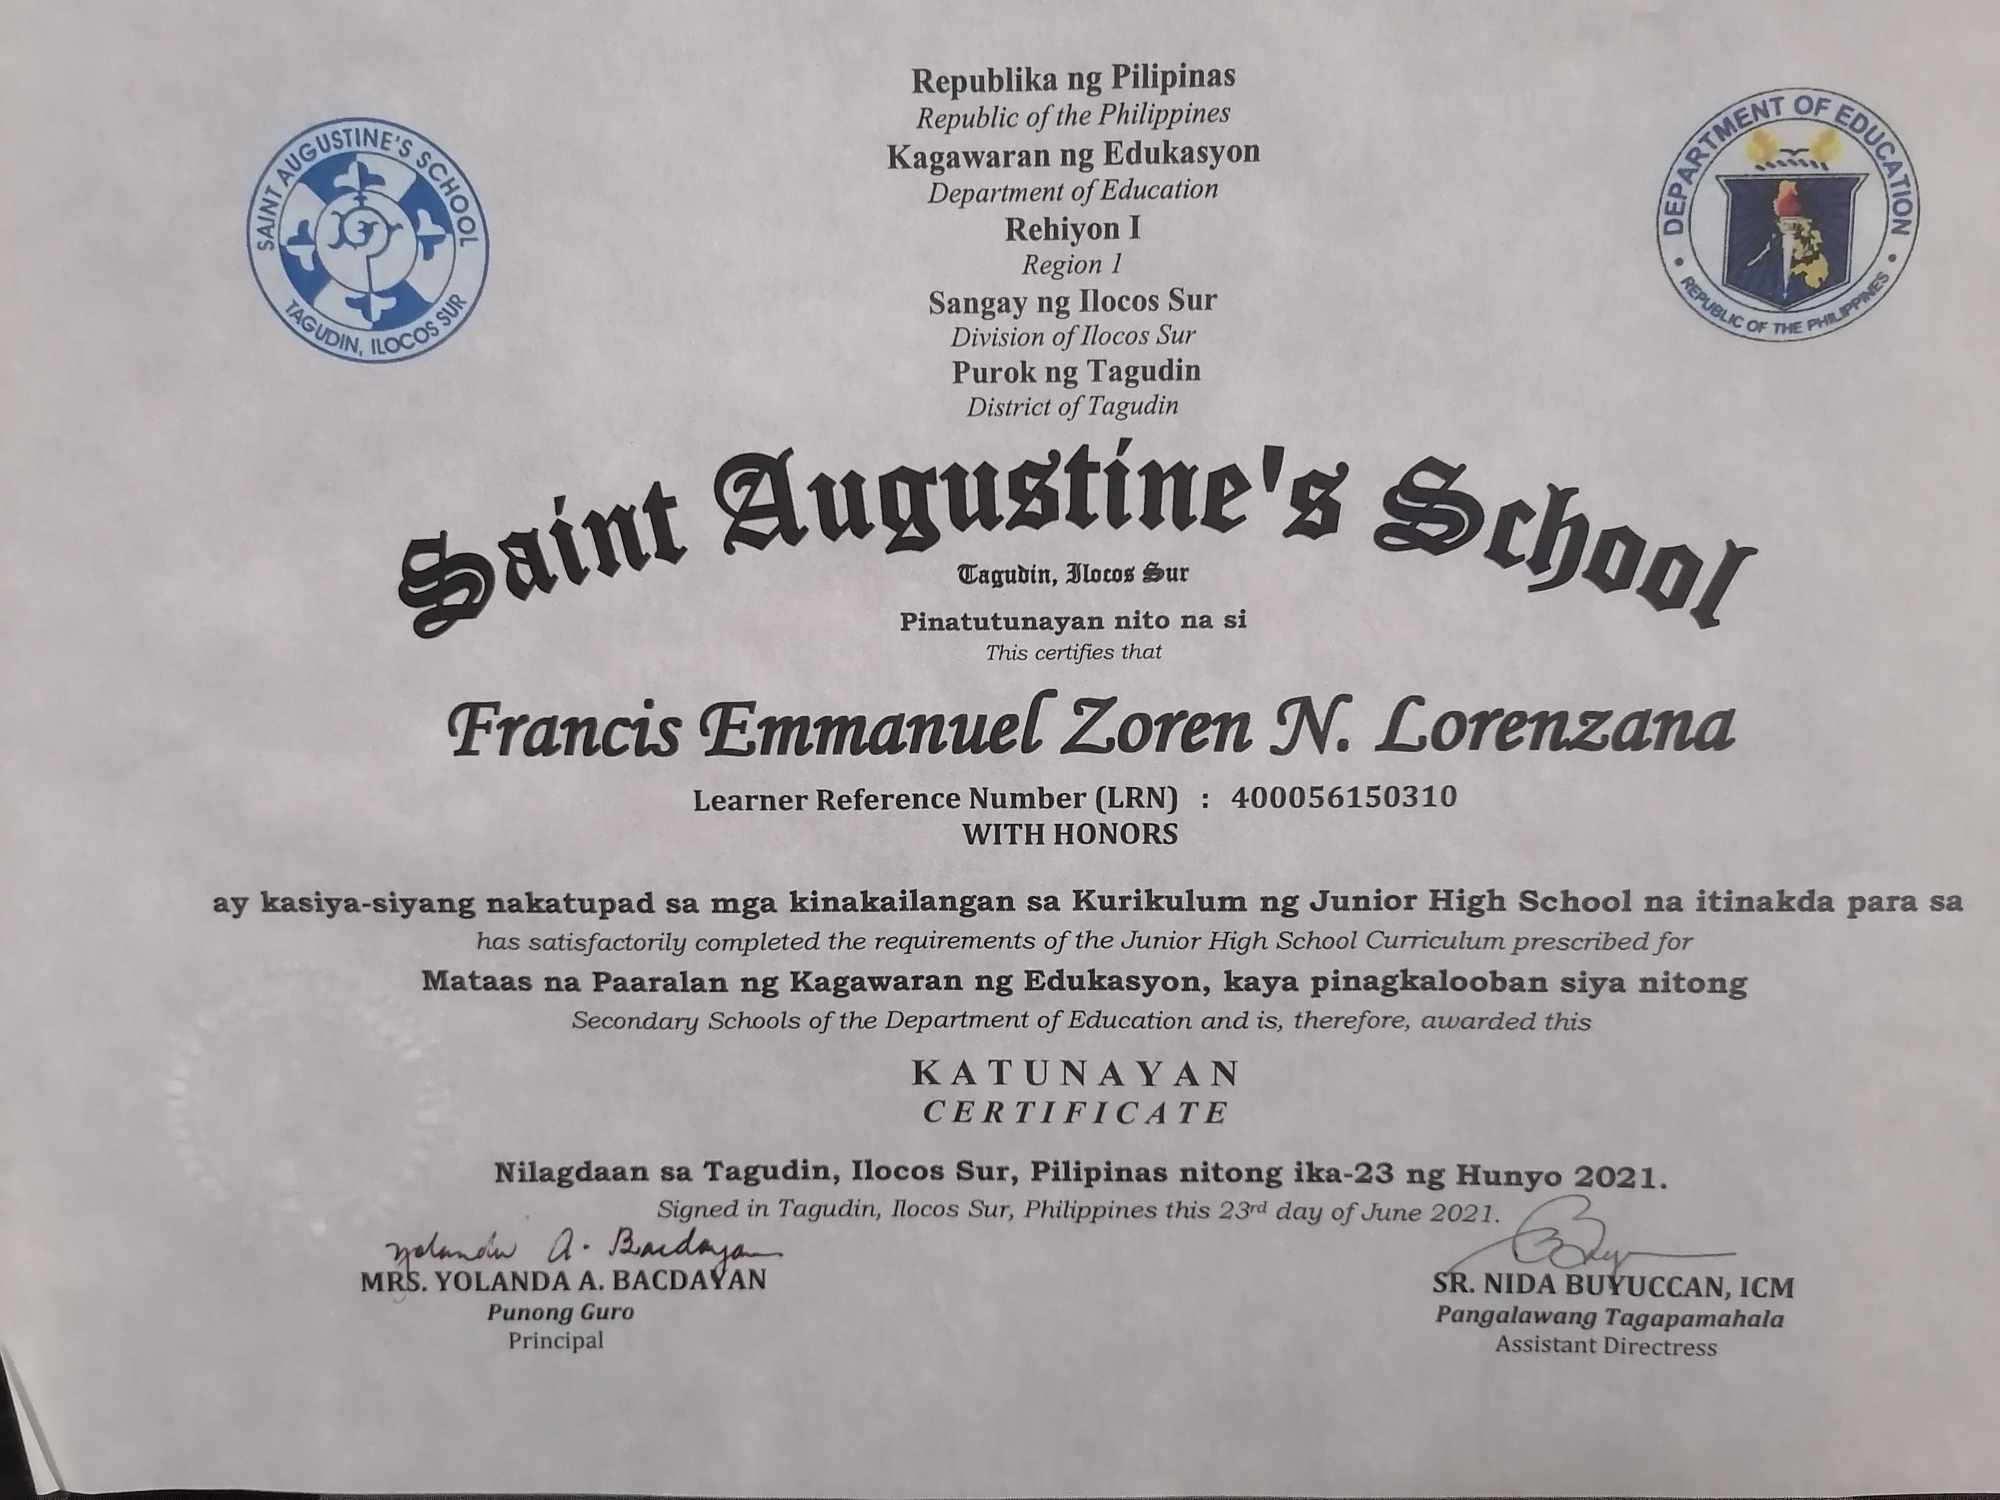 SAINT AUGUSTINE'S SCHOOL
TAGUDIN, ILOCOS SUR
DEPARTMENT OF EDUCATION
REPUBLIC OF THE PHILIPPINES
Republika ng Pilipinas
Republic of the Philippines
Kagawaran ng Edukasyon
Department of Education
Rehiyon I
Region 1
Sangay ng Ilocos Sur
Division of Ilocos Sur
Purok ng Tagudin
District of Tagudin
Saint Augustine's School
Tagudin, Ilocos Sur
Pinatutunayan nito na si
This certifies that
Francis Emmanuel Zoren N. Lorenzana
Learner Reference Number (LRN) : 400056150310
WITH HONORS
ay kasiya-siyang nakatupad sa mga kinakailangan sa Kurikulum ng Junior High School na itinakda para sa
has satisfactorily completed the requirements of the Junior High School Curriculum prescribed for
Mataas na Paaralan ng Kagawaran ng Edukasyon, kaya pinagkalooban siya nitong
Secondary Schools of the Department of Education and is, therefore, awarded this
KATUNAYAN
CERTIFICATE
Nilagdaan sa Tagudin, Ilocos Sur, Pilipinas nitong ika-23 ng Hunyo 2021.
Signed in Tagudin, Ilocos Sur, Philippines this 23rd day of June 2021.
Yolanda A. Bacdayan
MRS. YOLANDA A. BACDAYAN
Punong Guro
Principal
SR. NIDA BUYUCCAN, ICM
Pangalawang Tagapamahala
Assistant Directress